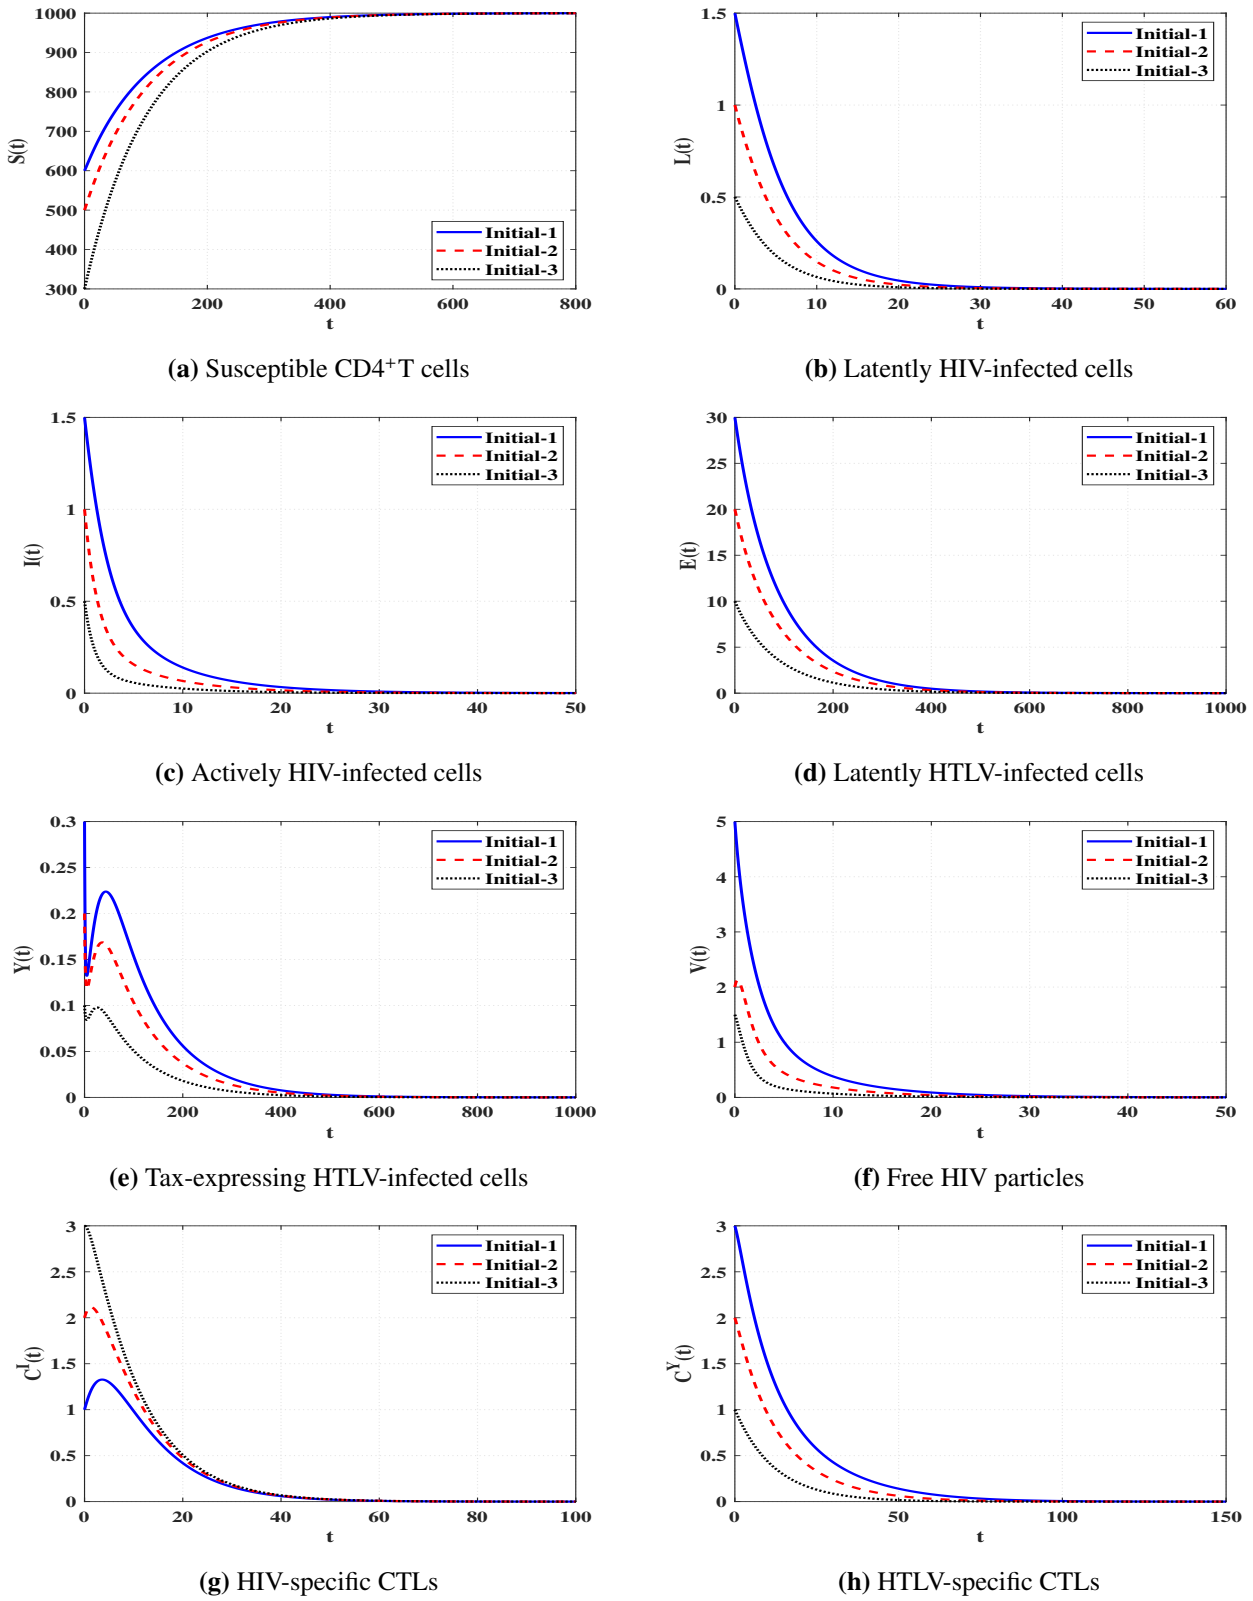 1000
900
800
700
600
500
400
300
S(t)
0 200 400 600 800
t
Initial-1
Initial-2
Initial-3
(a) Susceptible CD4⁺T cells
1.5
1
0.5
0
L(t)
0 10 20 30 40 50 60
t
Initial-1
Initial-2
Initial-3
(b) Latently HIV-infected cells
1.5
1
0.5
0
I(t)
0 10 20 30 40 50
t
Initial-1
Initial-2
Initial-3
(c) Actively HIV-infected cells
30
25
20
15
10
5
0
E(t)
0 200 400 600 800 1000
t
Initial-1
Initial-2
Initial-3
(d) Latently HTLV-infected cells
0.3
0.25
0.2
0.15
0.1
0.05
0
Y(t)
0 200 400 600 800 1000
t
Initial-1
Initial-2
Initial-3
(e) Tax-expressing HTLV-infected cells
5
4
3
2
1
0
V(t)
0 10 20 30 40 50
t
Initial-1
Initial-2
Initial-3
(f) Free HIV particles
3
2.5
2
1.5
1
0.5
0
Cᴵ(t)
0 20 40 60 80 100
t
Initial-1
Initial-2
Initial-3
(g) HIV-specific CTLs
3
2.5
2
1.5
1
0.5
0
Cʸ(t)
0 50 100 150
t
Initial-1
Initial-2
Initial-3
(h) HTLV-specific CTLs